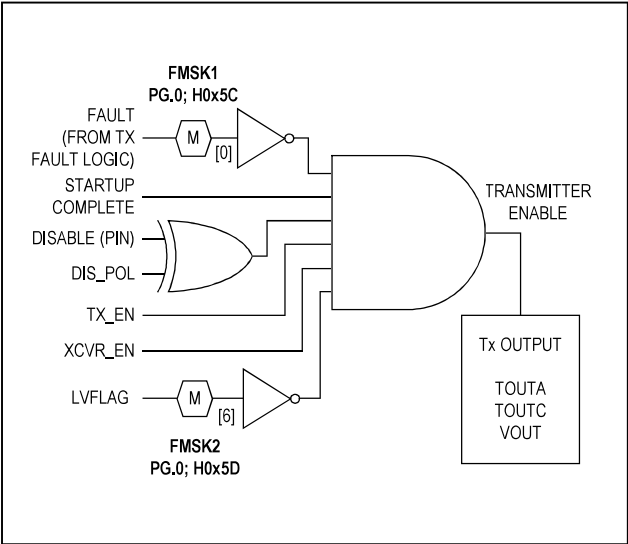 FMSK1
PG.0; H0x5C
FAULT
(FROM TX
FAULT LOGIC)
M
[0]
STARTUP
COMPLETE
DISABLE (PIN)
DIS_POL
TX_EN
XCVR_EN
LVFLAG
M
[6]
FMSK2
PG.0; H0x5D
TRANSMITTER
ENABLE
Tx OUTPUT
TOUTA
TOUTC
VOUT